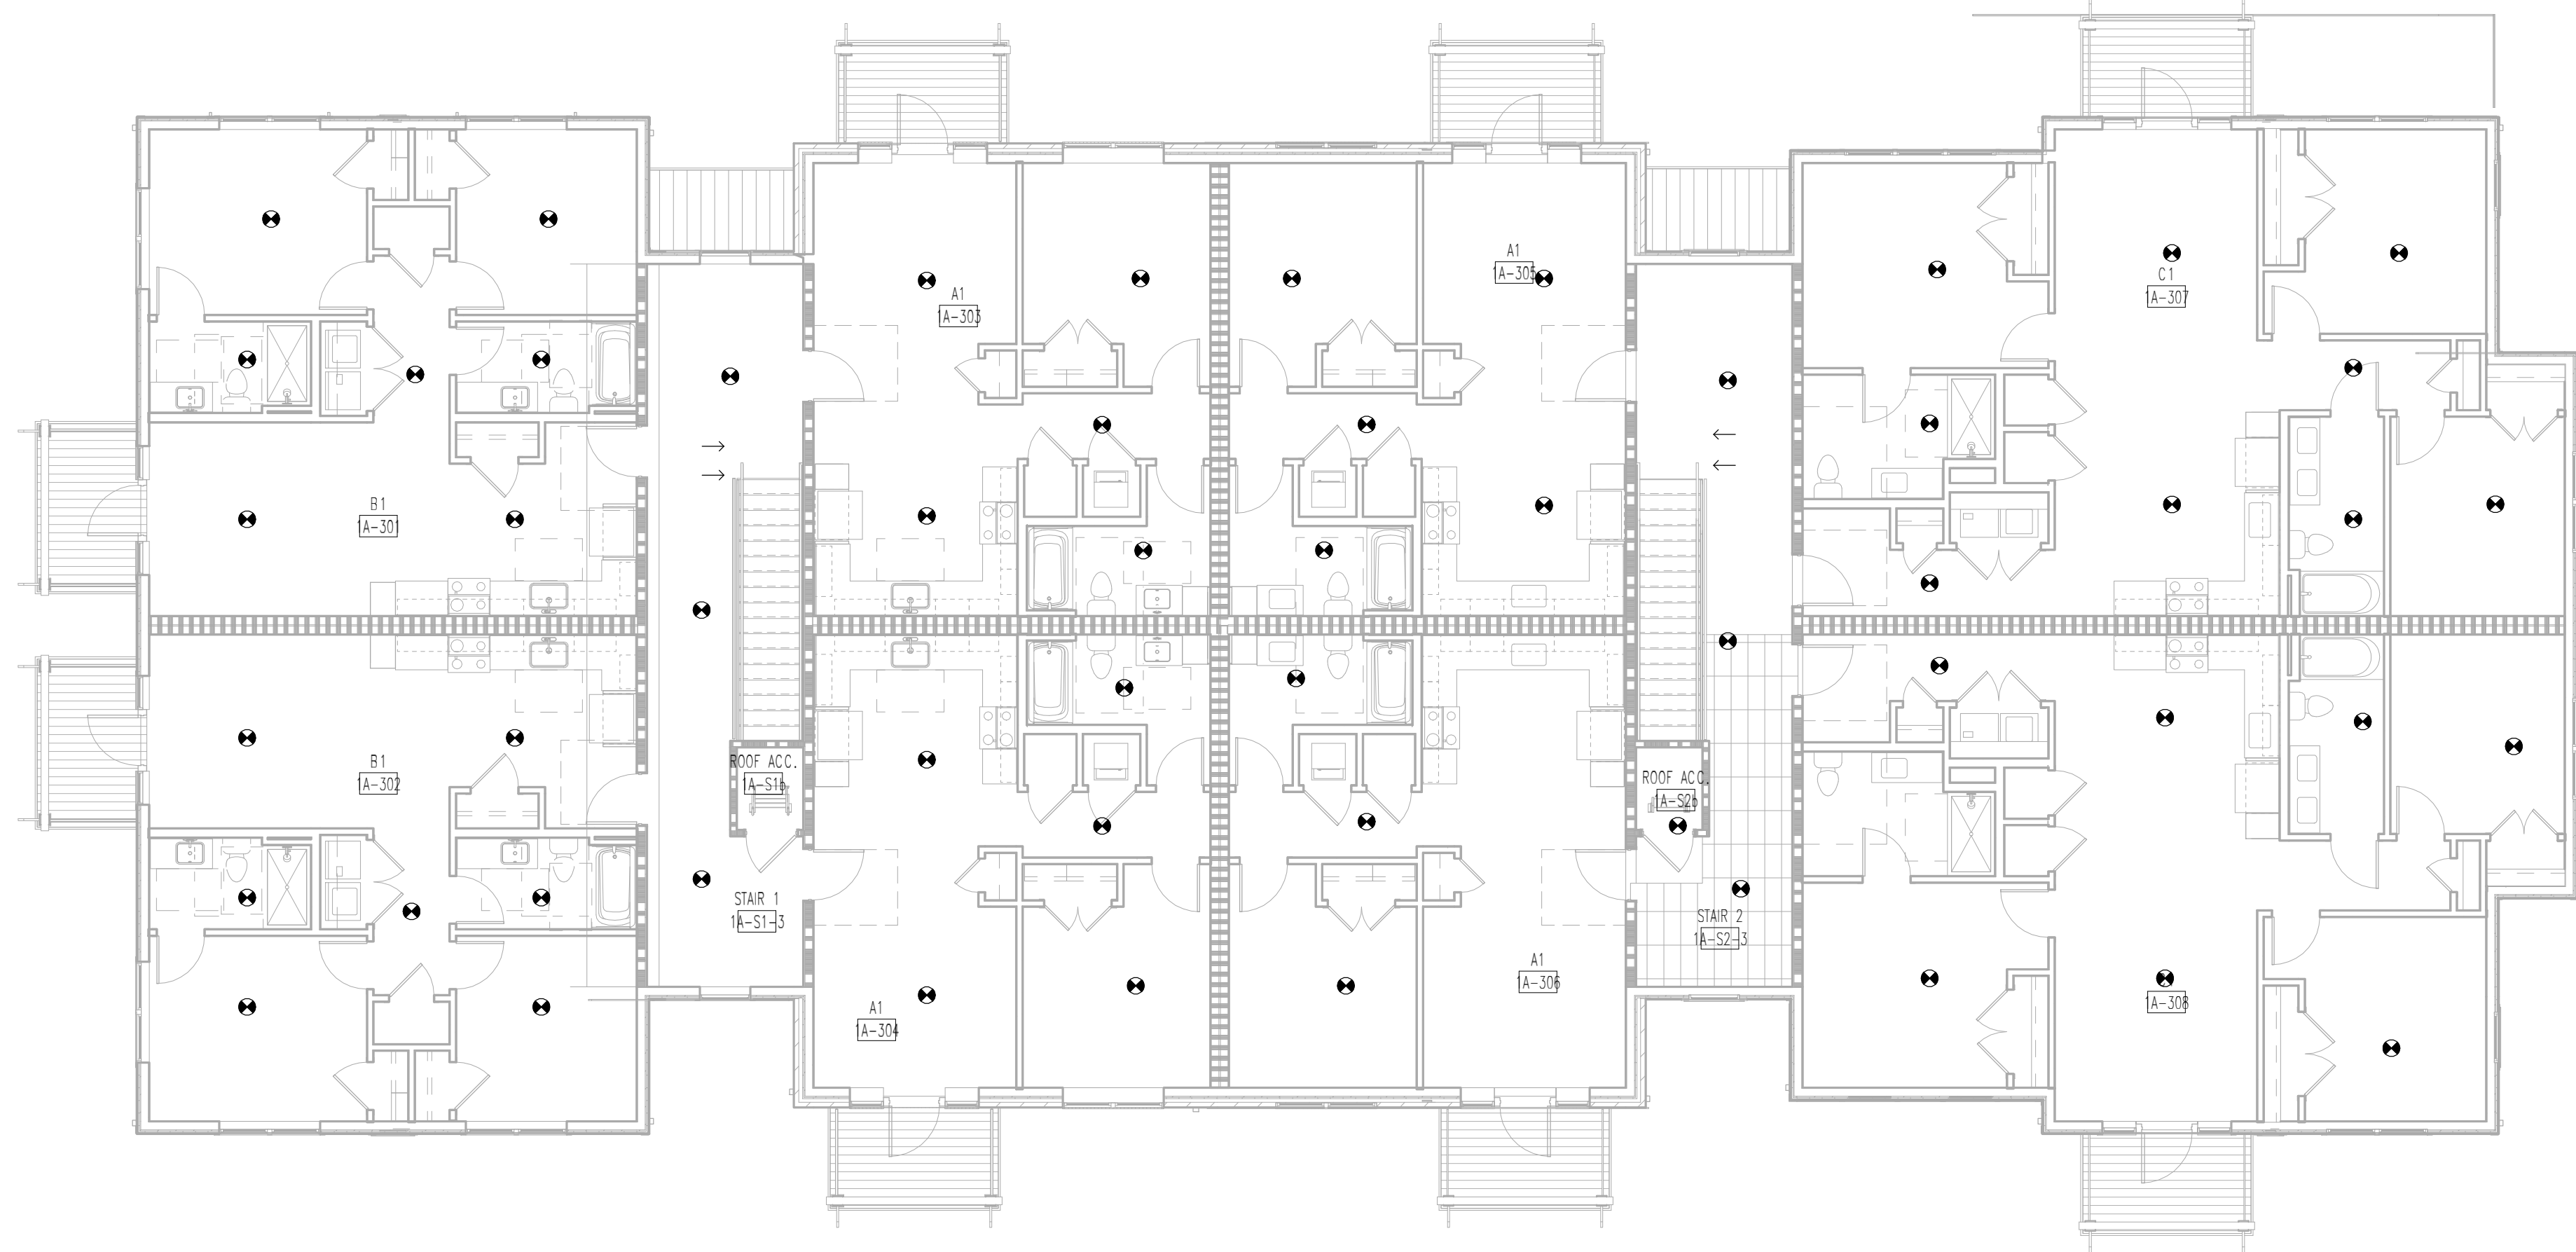 A1
1A-305
C1
1A-307
A1
1A-303
B1
1A-301
B1
1A-302
ROOF ACC.
1A-S1b
ROOF ACC.
1A-S2b
STAIR 1
1A-S1-3
STAIR 2
1A-S2-3
A1
1A-306
A1
1A-304
1A-308